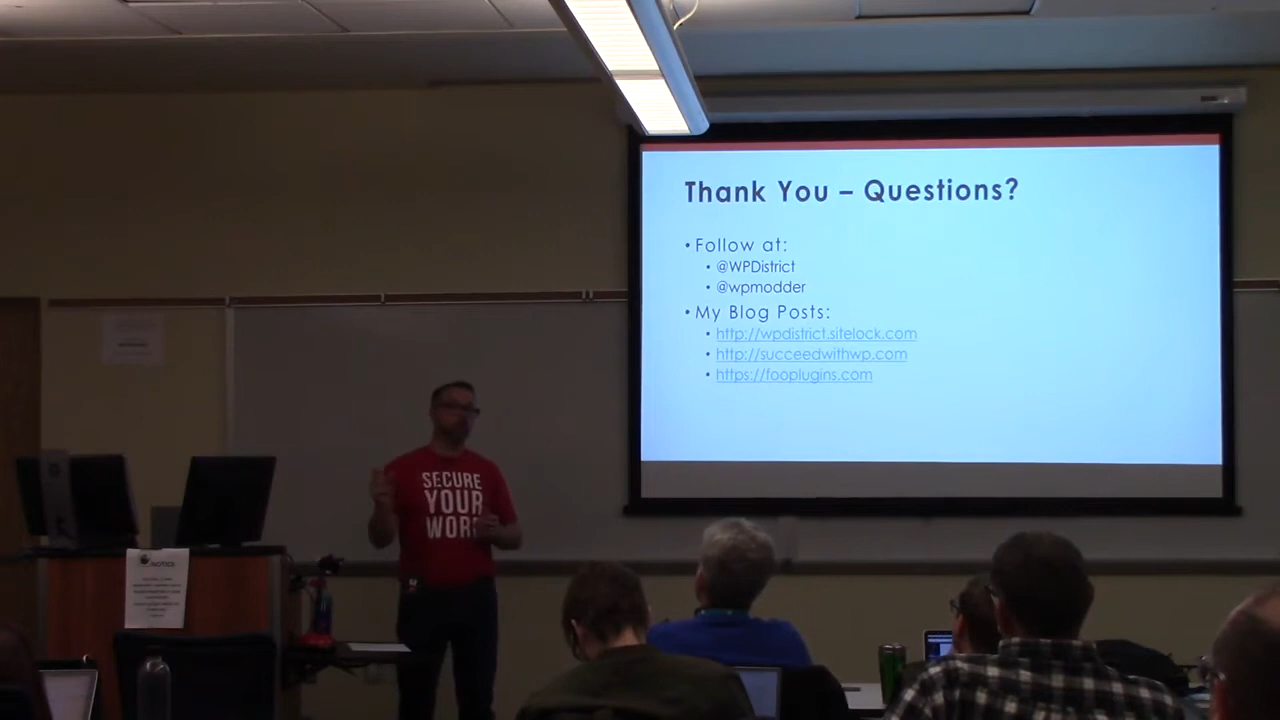 Thank You – Questions?
• Follow at:
• @WPDistrict
• @wpmodder
• My Blog Posts:
• http://wpdistrict.sitelock.com
• http://succeedwithwp.com
• https://fooplugins.com
SECURE
YOUR
NOTICE